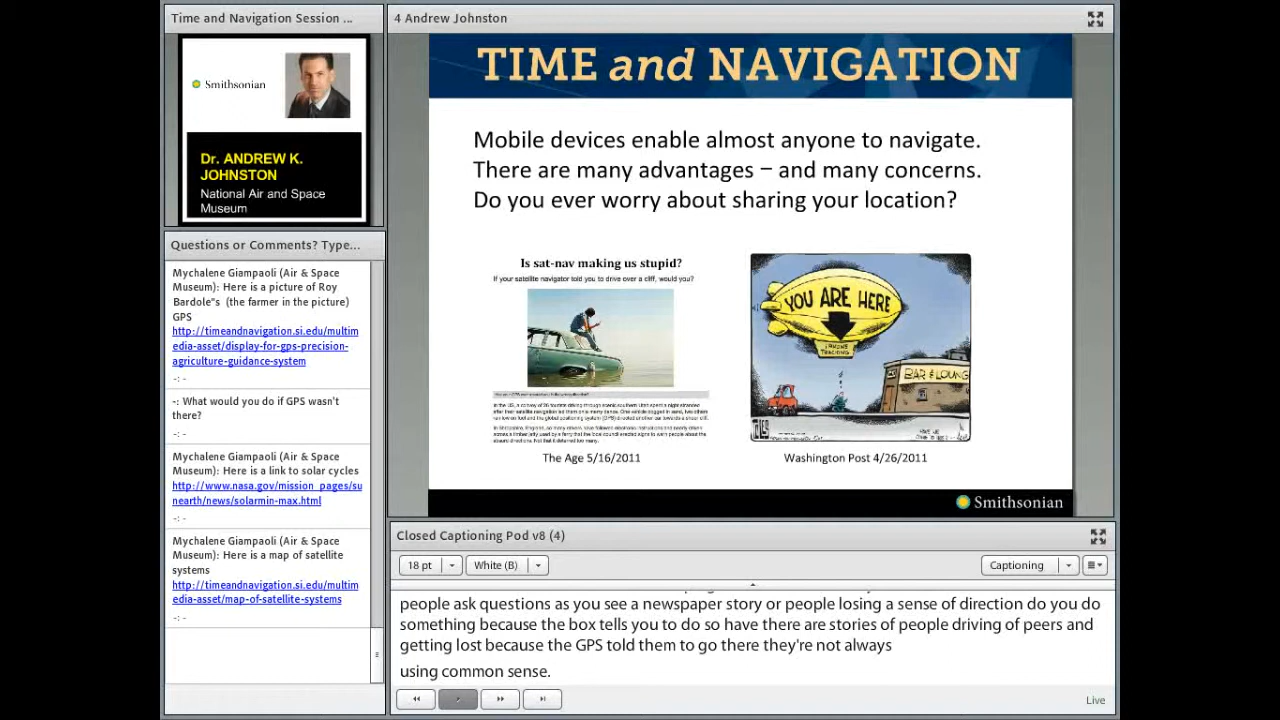 Time and Navigation Session ...
Smithsonian
Dr. ANDREW K.
JOHNSTON
National Air and Space
Museum
Questions or Comments? Type...
Mychalene Giampaoli (Air & Space
Museum): Here is a picture of Roy
Bardole"s (the farmer in the picture)
GPS
http://timeandnavigation.si.edu/multim
edia-asset/display-for-gps-precision-
agriculture-guidance-system
-: -
-: What would you do if GPS wasn't
there?
Mychalene Giampaoli (Air & Space
Museum): Here is a link to solar cycles
http://www.nasa.gov/mission_pages/su
nearth/news/solarmin-max.html
-: -
Mychalene Giampaoli (Air & Space
Museum): Here is a map of satellite
systems
http://timeandnavigation.si.edu/multim
edia-asset/map-of-satellite-systems
-: -
4 Andrew Johnston
TIME and NAVIGATION
Mobile devices enable almost anyone to navigate.
There are many advantages – and many concerns.
Do you ever worry about sharing your location?
Is sat-nav making us stupid?
If your satellite navigator told you to drive over a cliff, would you?
The Age 5/16/2011
YOU ARE HERE
IPHONE
TRACKING
BAR & LOUNG
Washington Post 4/26/2011
Smithsonian
Closed Captioning Pod v8 (4)
18 pt
White (B)
Captioning
people ask questions as you see a newspaper story or people losing a sense of direction do you do
something because the box tells you to do so have there are stories of people driving of peers and
getting lost because the GPS told them to go there they're not always
using common sense.
Live